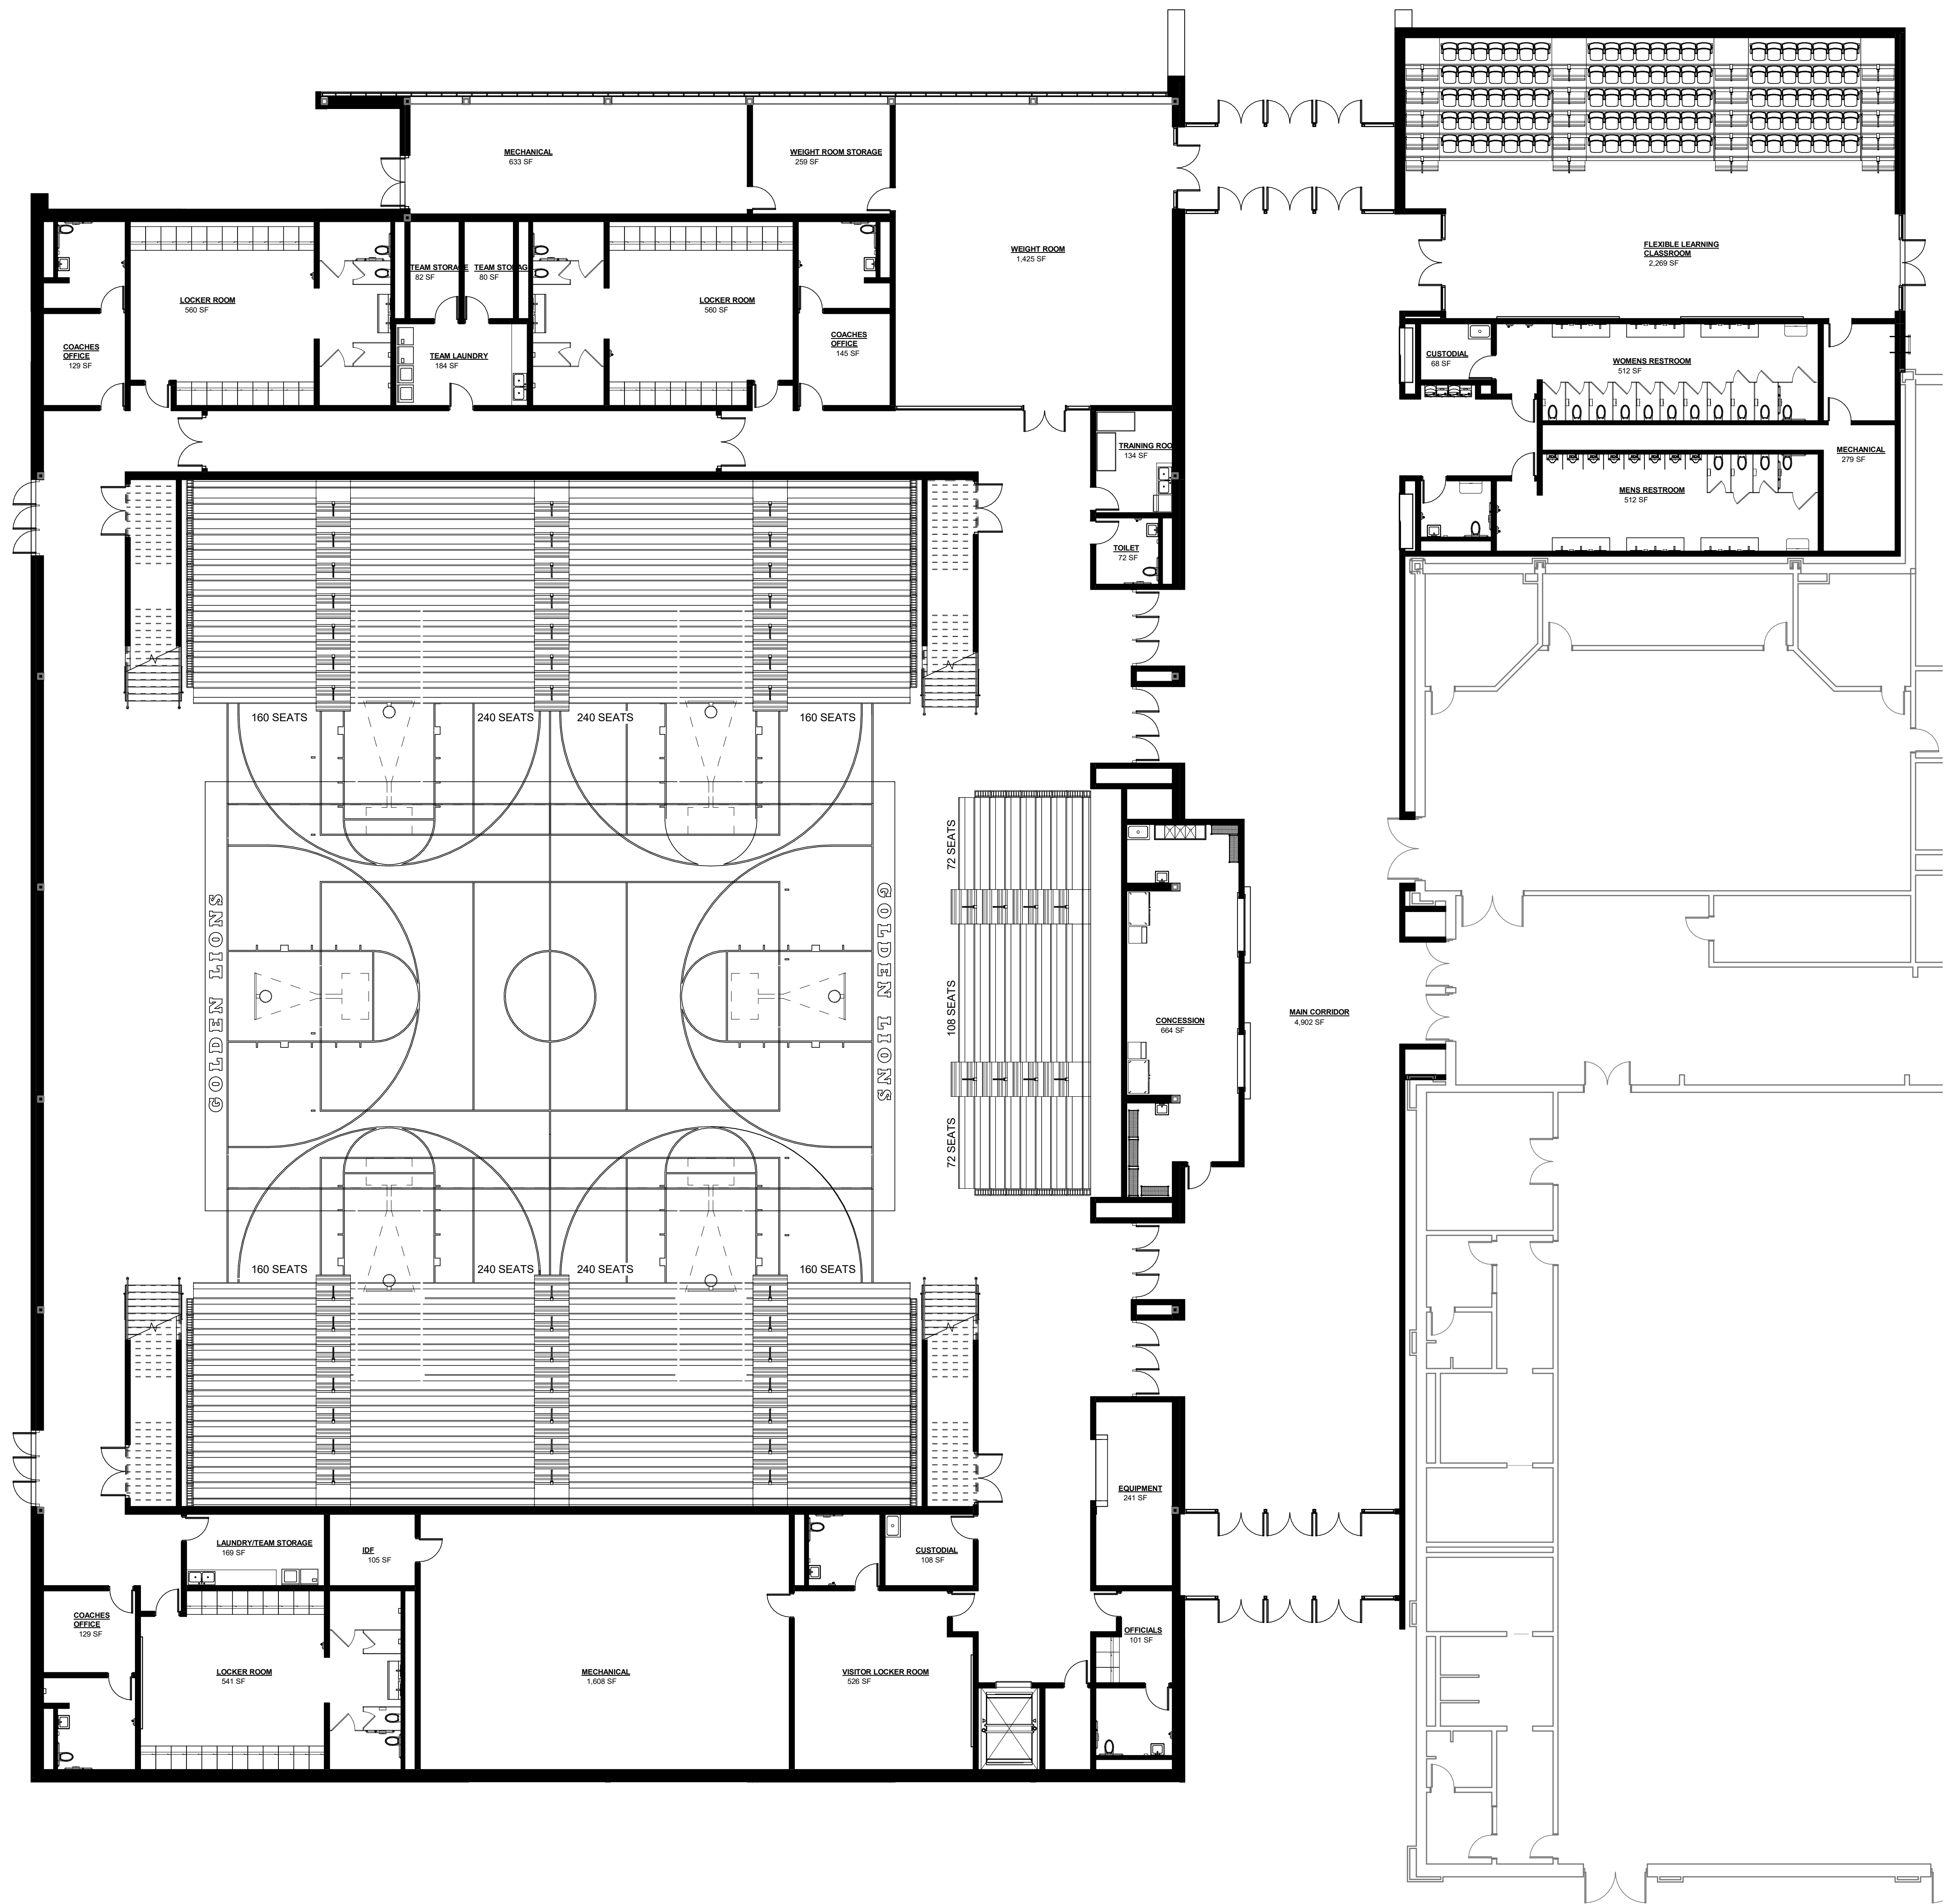 MECHANICAL
633 SF
WEIGHT ROOM STORAGE
259 SF
WEIGHT ROOM
1,425 SF
FLEXIBLE LEARNING
CLASSROOM
2,269 SF
TEAM STORAGE
82 SF
TEAM STORAG
80 SF
LOCKER ROOM
560 SF
LOCKER ROOM
560 SF
COACHES
OFFICE
129 SF
TEAM LAUNDRY
184 SF
COACHES
OFFICE
145 SF
CUSTODIAL
68 SF
WOMENS RESTROOM
512 SF
TRAINING ROO
134 SF
MECHANICAL
279 SF
MENS RESTROOM
512 SF
TOILET
72 SF
160 SEATS
240 SEATS
240 SEATS
160 SEATS
GOLDEN LIONS
GOLDEN LIONS
72 SEATS
108 SEATS
72 SEATS
CONCESSION
664 SF
MAIN CORRIDOR
4,902 SF
160 SEATS
240 SEATS
240 SEATS
160 SEATS
EQUIPMENT
241 SF
LAUNDRY/TEAM STORAGE
169 SF
IDF
105 SF
CUSTODIAL
108 SF
COACHES
OFFICE
129 SF
OFFICIALS
101 SF
LOCKER ROOM
541 SF
MECHANICAL
1,608 SF
VISITOR LOCKER ROOM
526 SF